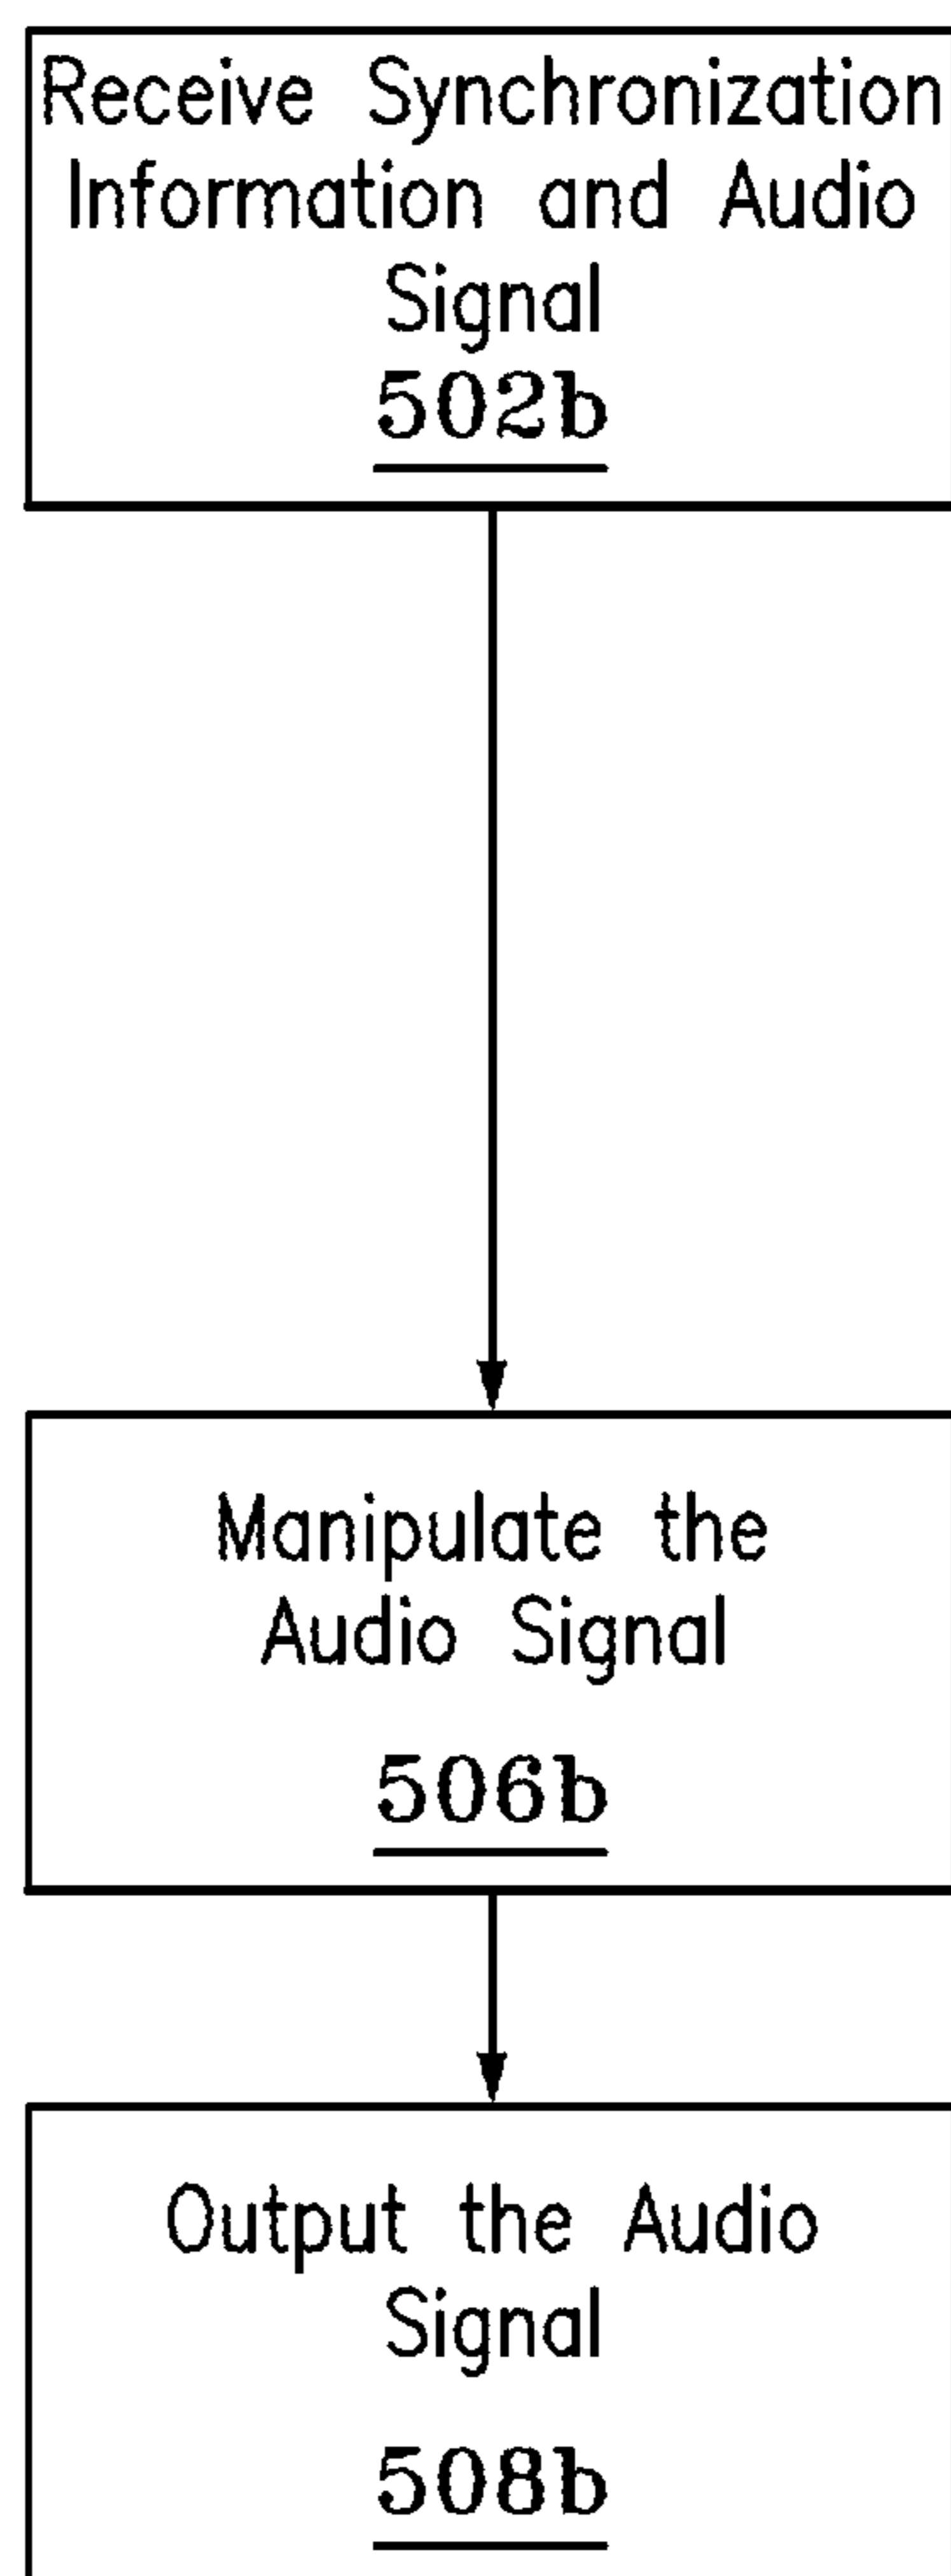 Receive Synchronization
Information and Audio
Signal
502b
Manipulate the
Audio Signal
506b
Output the Audio
Signal
508b